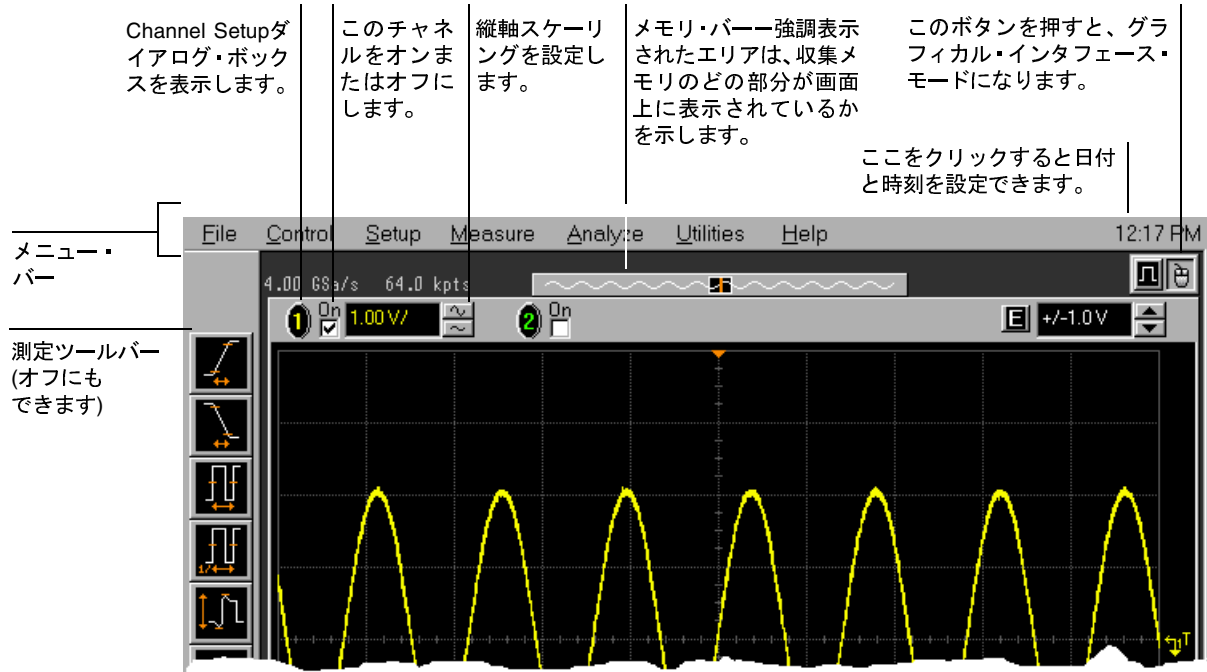 Channel Setupダ
イアログ・ボック
スを表示します。
このチャネ
ルをオンま
たはオフに
します。
縦軸スケーリ
ングを設定し
ます。
メモリ・バーー強調表示
されたエリアは、収集メ
モリのどの部分が画面
上に表示されているか
を示します。
このボタンを押すと、グラ
フィカル・インタフェース・
モードになります。
ここをクリックすると日付
と時刻を設定できます。
メニュー・
バー
File Control Setup Measure Analyze Utilities Help 12:17 PM
4.00 GSa/s 64.0 kpts
1 On 1.00 V/ 2 On E +/-1.0 V
測定ツールバー
(オフにも
できます)
1/
T